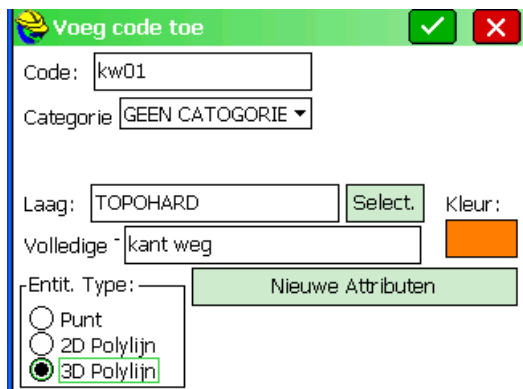 Voeg code toe
Code: kw01
Categorie GEEN CATOGORIE
Laag: TOPOHARD Select. Kleur:
Volledige kant weg
Entit. Type: Nieuwe Attributen
Punt
2D Polylijn
3D Polylijn